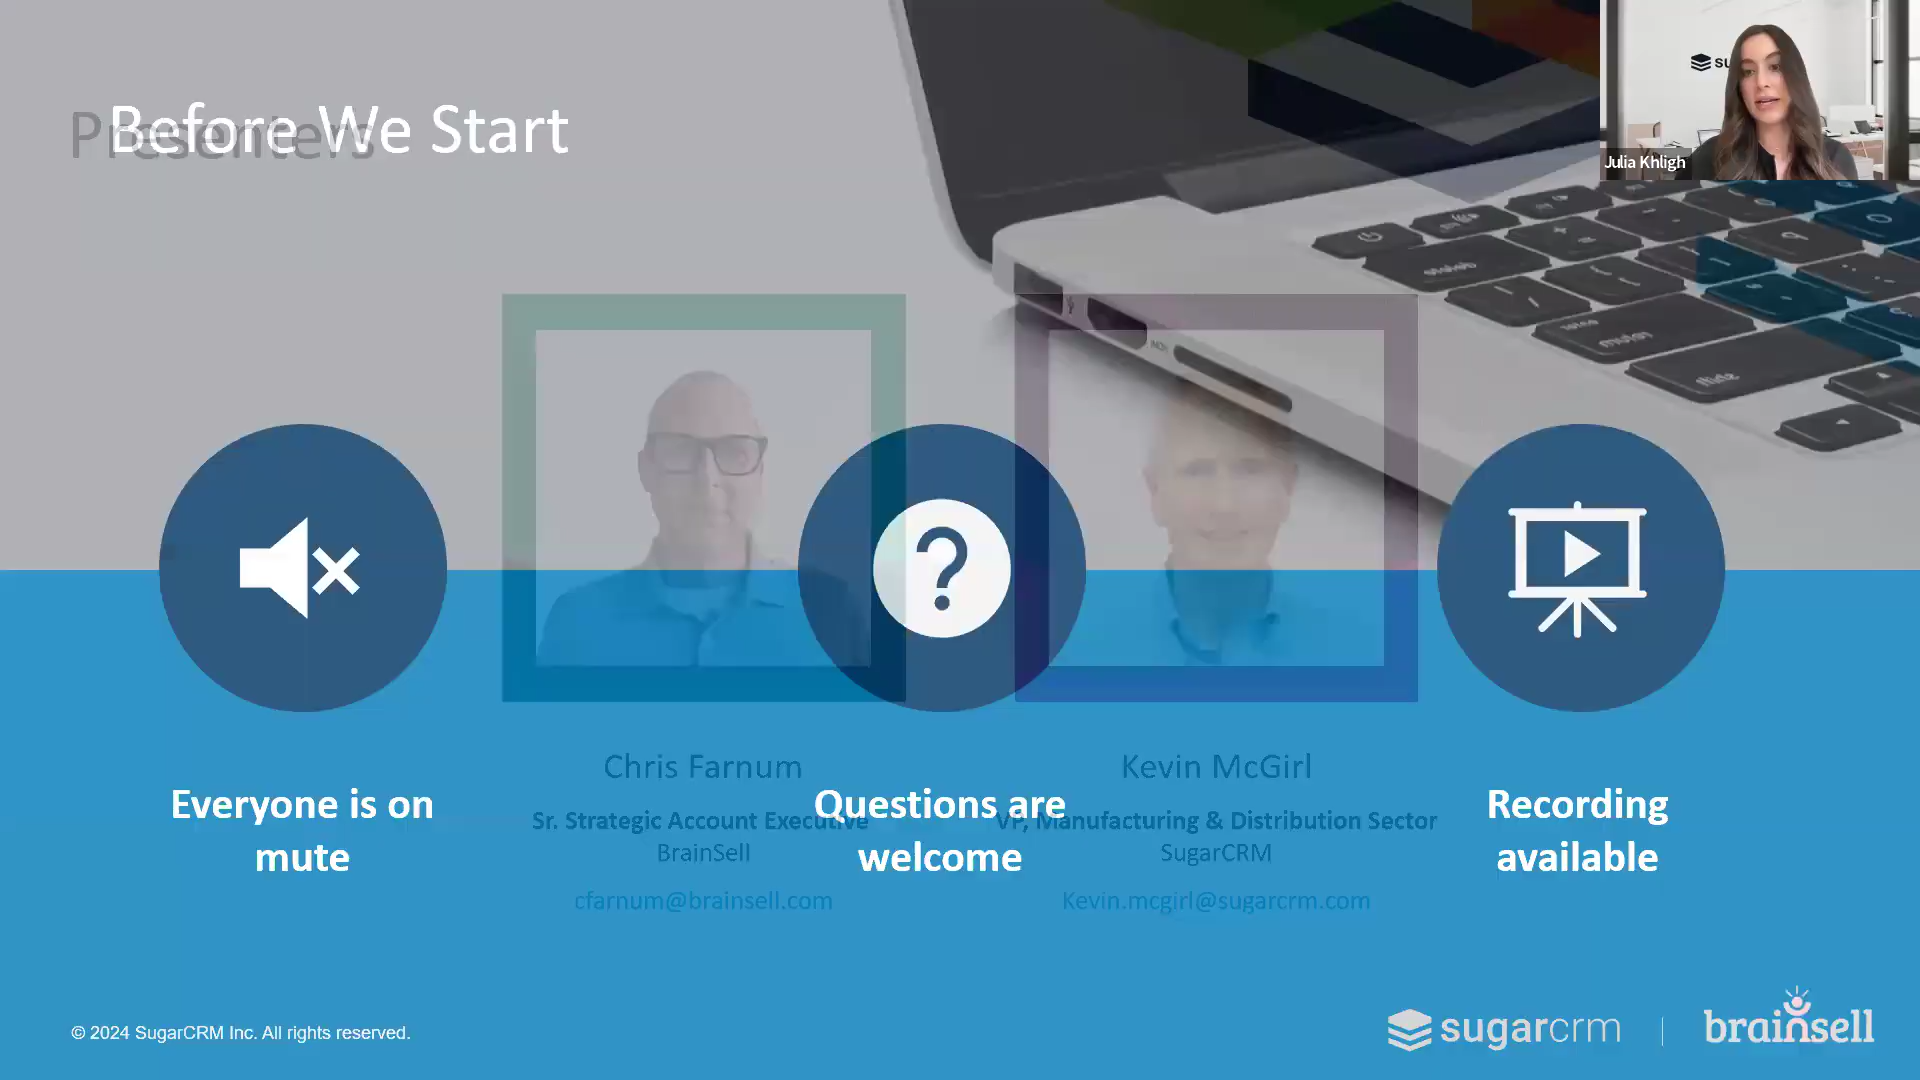 Presenters
Before We Start
Julia Khligh
Chris Farnum
Kevin McGirl
Everyone is on
mute
Questions are
welcome
Recording
available
Sr. Strategic Account Executive
BrainSell
cfarnum@brainsell.com
VP, Manufacturing & Distribution Sector
SugarCRM
Kevin.mcgirl@sugarcrm.com
© 2024 SugarCRM Inc. All rights reserved.
sugarcrm
brainsell